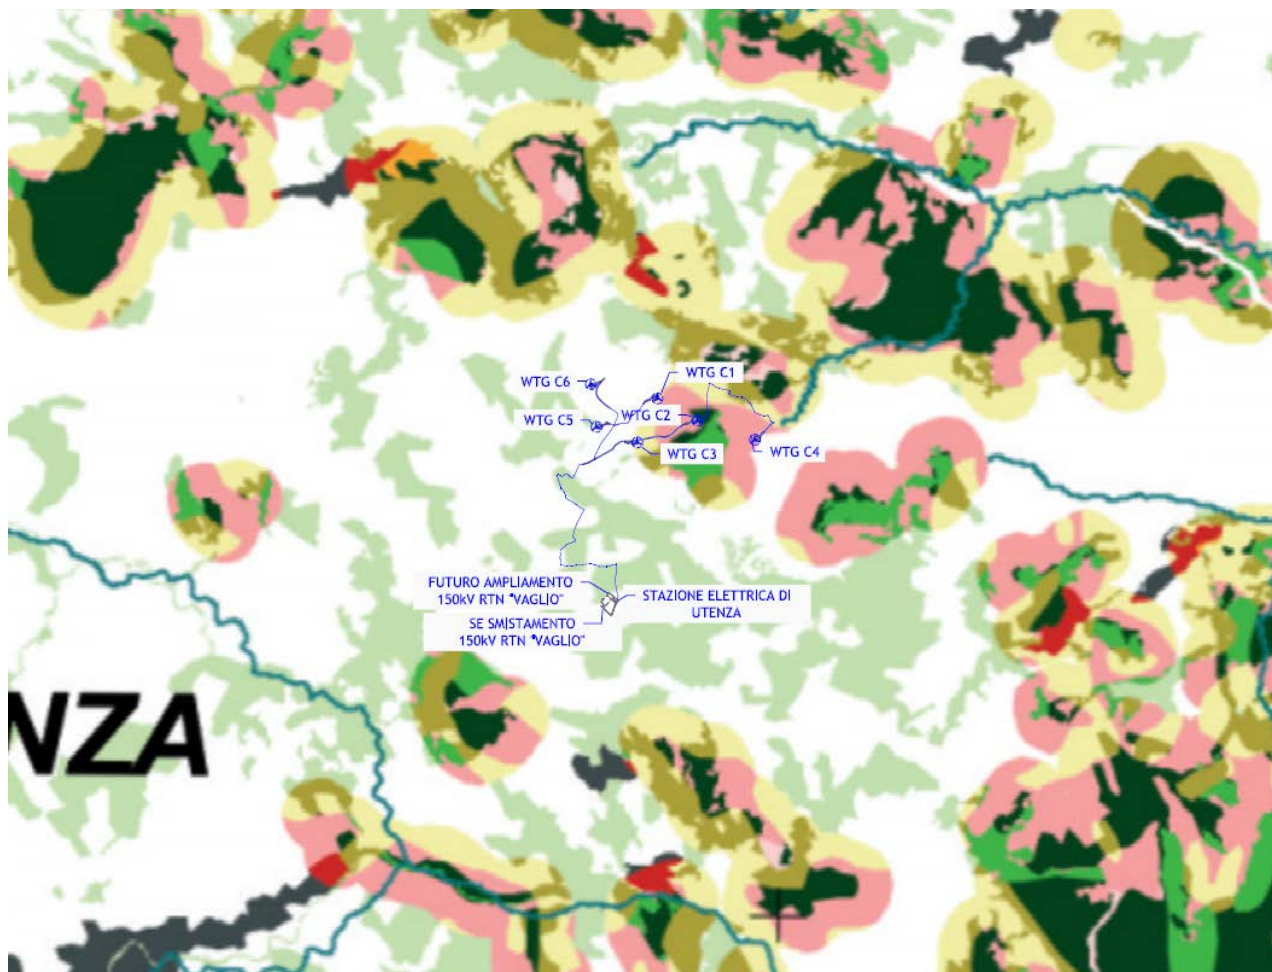 WTG C1
WTG C6
WTG C5
WTG C2
WTG C3
WTG C4
FUTURO AMPLIAMENTO
150kV RTN "VAGLIO"
STAZIONE ELETTRICA DI
UTENZA
SE SMISTAMENTO
150kV RTN "VAGLIO"
NZA